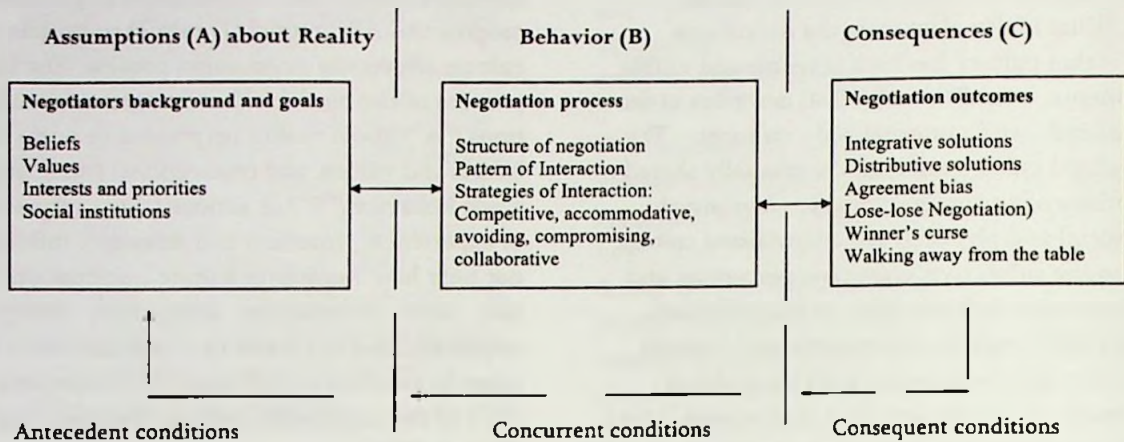 Assumptions (A) about Reality
Behavior (B)
Consequences (C)
Negotiators background and goals
Beliefs
Values
Interests and priorities
Social institutions
Negotiation process
Structure of negotiation
Pattern of Interaction
Strategies of Interaction:
Competitive, accommodative,
avoiding, compromising,
collaborative
Negotiation outcomes
Integrative solutions
Distributive solutions
Agreement bias
Lose-lose Negotiation)
Winner's curse
Walking away from the table
Antecedent conditions
Concurrent conditions
Consequent conditions